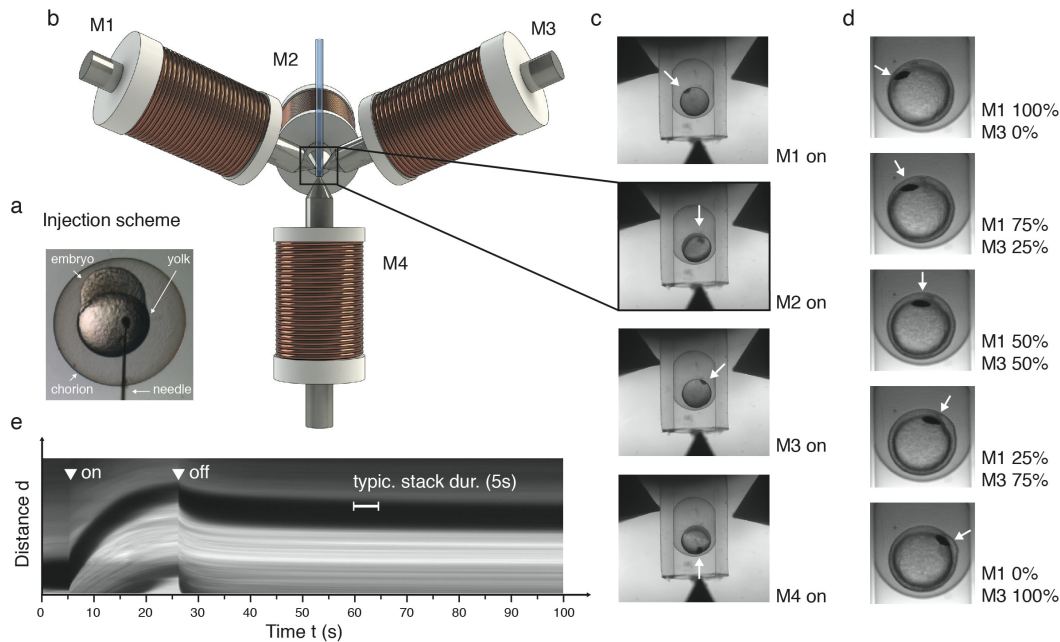 a
Injection scheme
embryo
yolk
chorion
needle
b
M1
M2
M3
M4
c
M1 on
M2 on
M3 on
M4 on
d
M1 100%
M3 0%
M1 75%
M3 25%
M1 50%
M3 50%
M1 25%
M3 75%
M1 0%
M3 100%
e
on
off
typic. stack dur. (5s)
Distance d
0 10 20 30 40 50 60 70 80 90 100
Time t (s)